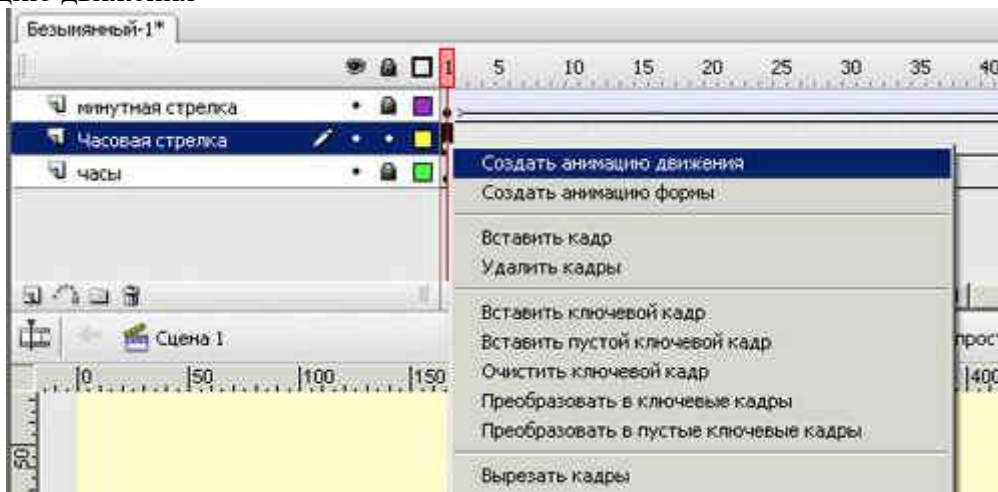 Безымянный-1*
1 5 10 15 20 25 30 35 40
минутная стрелка
Часовая стрелка
часы
Создать анимацию движения
Создать анимацию формы
Вставить кадр
Удалить кадры
Вставить ключевой кадр
Вставить пустой ключевой кадр
Очистить ключевой кадр
Преобразовать в ключевые кадры
Преобразовать в пустые ключевые кадры
Вырезать кадры
Сцена 1
0 50 100 150 400
50